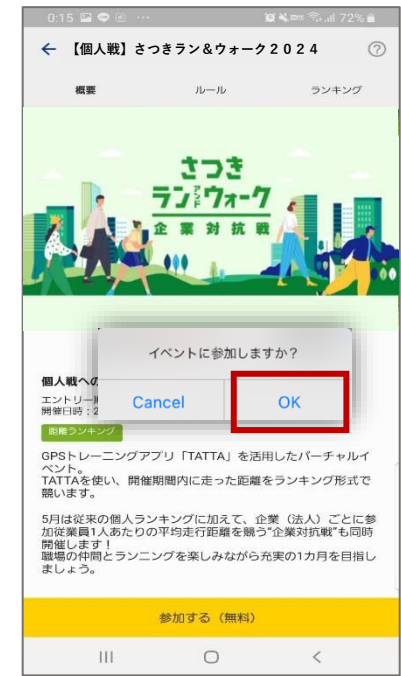 0:15 72%
【個人戦】さつきラン＆ウォーク２０２４
概要 ルール ランキング
さつき
ラン アンド ウォーク
企業対抗戦
イベントに参加しますか？
Cancel OK
個人戦への
エントリー
開催日時：2
距離ランキング
GPSトレーニングアプリ「TATTA」を活用したバーチャルイ
ベント。
TATTAを使い、開催期間内に走った距離をランキング形式で
競います。
5月は従来の個人ランキングに加えて、企業（法人）ごとに参
加従業員1人あたりの平均走行距離を競う“企業対抗戦”も同時
開催します！
職場の仲間とランニングを楽しみながら充実の1カ月を目指し
ましょう。
参加する（無料）